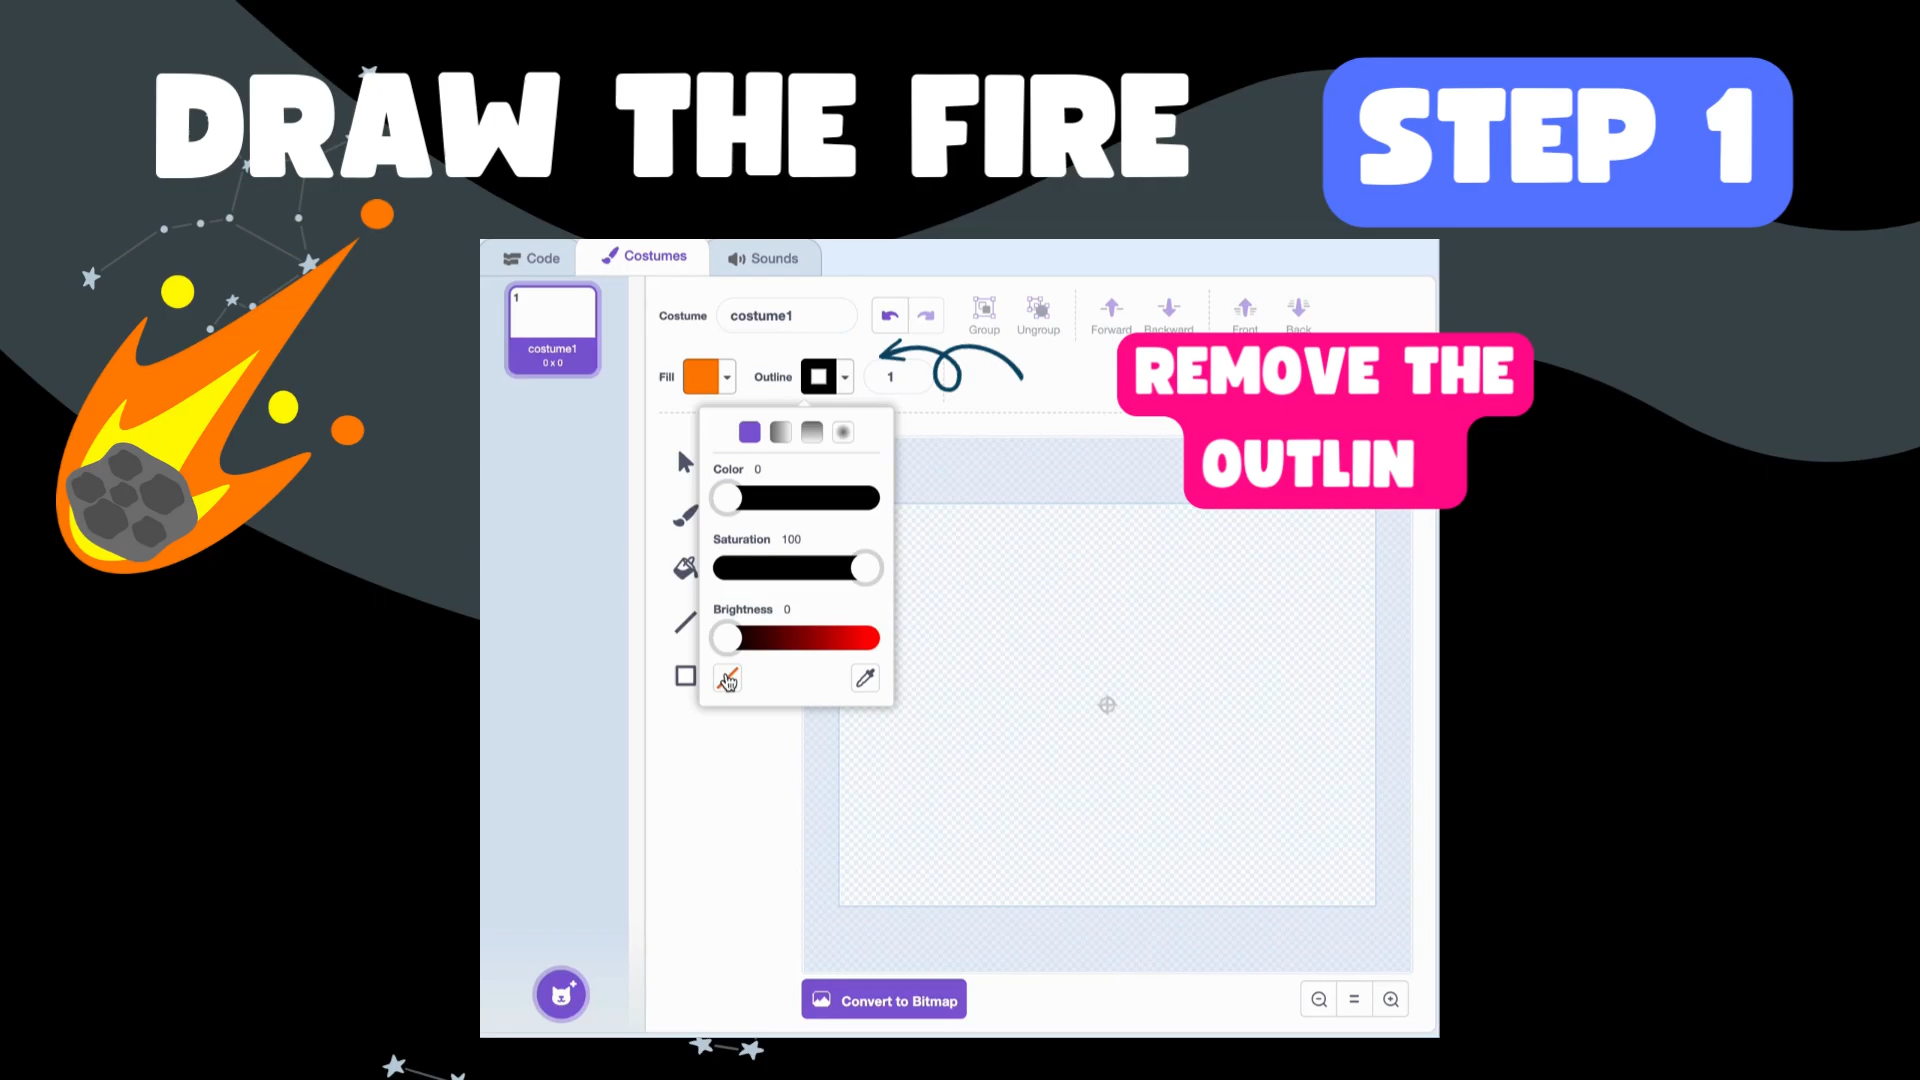 DRAW THE FIRE
STEP 1
Code
Costumes
Sounds
1
costume1
0 x 0
Costume
costume1
Group
Ungroup
Forward
Backward
Front
Back
Fill
Outline
1
REMOVE THE
OUTLIN
Color 0
Saturation 100
Brightness 0
Convert to Bitmap